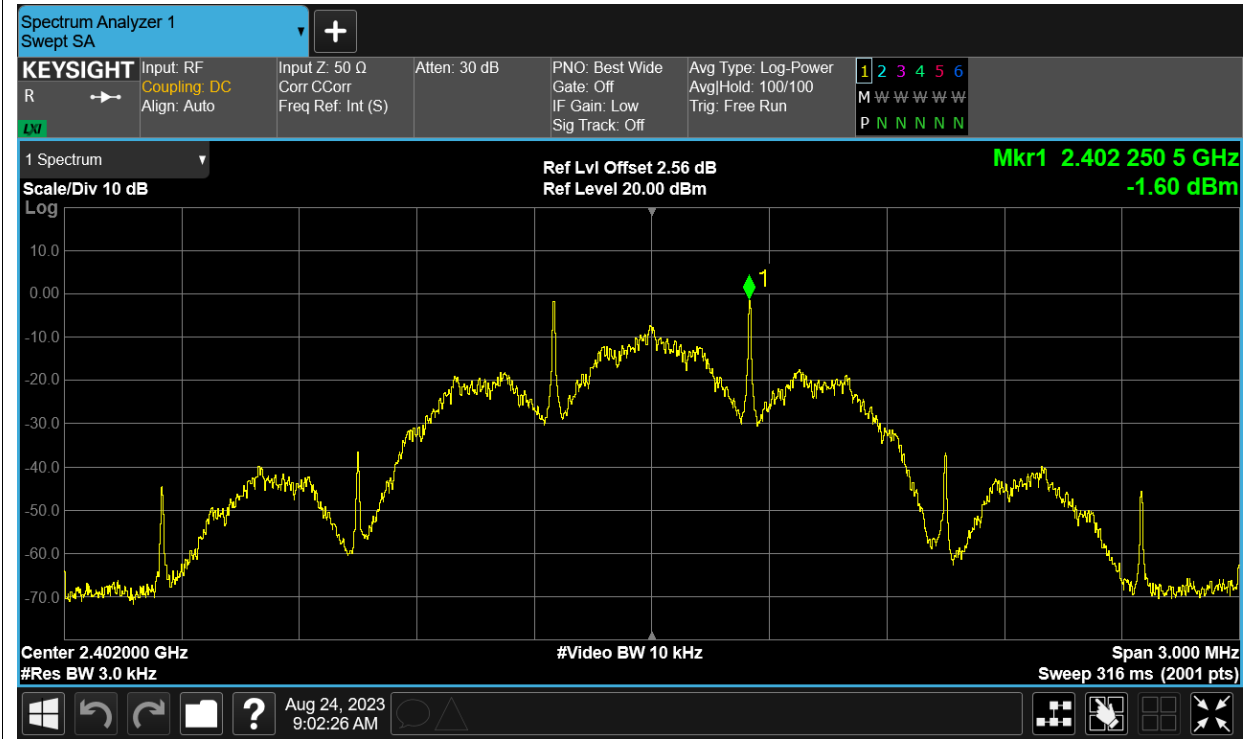 Spectrum Analyzer 1
Swept SA
+
KEYSIGHT
R
LXI
Input: RF
Coupling: DC
Align: Auto
Input Z: 50 Ω
Corr CCorr
Freq Ref: Int (S)
Atten: 30 dB
PNO: Best Wide
Gate: Off
IF Gain: Low
Sig Track: Off
Avg Type: Log-Power
Avg|Hold: 100/100
Trig: Free Run
1 2 3 4 5 6
M W W W W W
P N N N N N
1 Spectrum
Scale/Div 10 dB
Log
Ref Lvl Offset 2.56 dB
Ref Level 20.00 dBm
Mkr1 2.402 250 5 GHz
-1.60 dBm
1
10.0
0.00
-10.0
-20.0
-30.0
-40.0
-50.0
-60.0
-70.0
Center 2.402000 GHz
#Res BW 3.0 kHz
#Video BW 10 kHz
Span 3.000 MHz
Sweep 316 ms (2001 pts)
?
Aug 24, 2023
9:02:26 AM